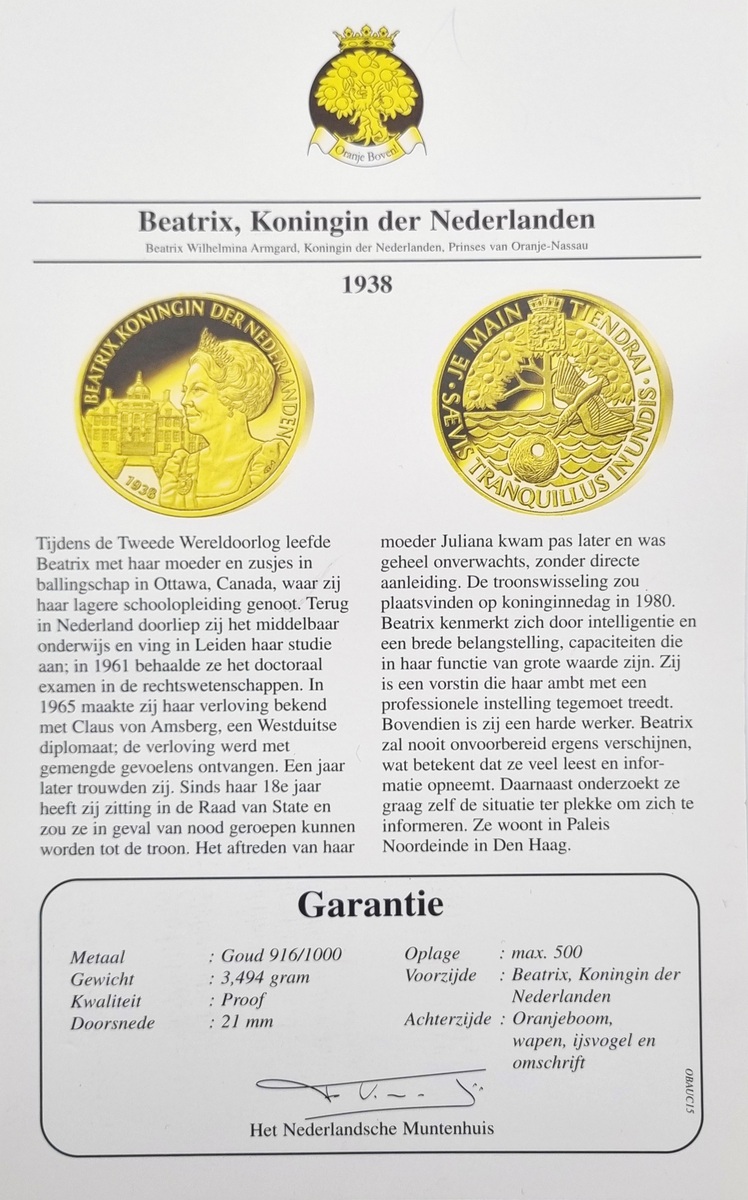 Oranje Boven!
Beatrix, Koningin der Nederlanden
Beatrix Wilhelmina Armgard, Koningin der Nederlanden, Prinses van Oranje-Nassau
1938
BEATRIX, KONINGIN DER NEDERLANDEN
1938
· JE MAIN TIENDRAI ·
SÆVIS TRANQUILLUS IN UNDIS
Tijdens de Tweede Wereldoorlog leefde
Beatrix met haar moeder en zusjes in
ballingschap in Ottawa, Canada, waar zij
haar lagere schoolopleiding genoot. Terug
in Nederland doorliep zij het middelbaar
onderwijs en ving in Leiden haar studie
aan; in 1961 behaalde ze het doctoraal
examen in de rechtswetenschappen. In
1965 maakte zij haar verloving bekend
met Claus von Amsberg, een Westduitse
diplomaat; de verloving werd met
gemengde gevoelens ontvangen. Een jaar
later trouwden zij. Sinds haar 18e jaar
heeft zij zitting in de Raad van State en
zou ze in geval van nood geroepen kunnen
worden tot de troon. Het aftreden van haar
moeder Juliana kwam pas later en was
geheel onverwachts, zonder directe
aanleiding. De troonswisseling zou
plaatsvinden op koninginnedag in 1980.
Beatrix kenmerkt zich door intelligentie en
een brede belangstelling, capaciteiten die
in haar functie van grote waarde zijn. Zij
is een vorstin die haar ambt met een
professionele instelling tegemoet treedt.
Bovendien is zij een harde werker. Beatrix
zal nooit onvoorbereid ergens verschijnen,
wat betekent dat ze veel leest en infor-
matie opneemt. Daarnaast onderzoekt ze
graag zelf de situatie ter plekke om zich te
informeren. Ze woont in Paleis
Noordeinde in Den Haag.
Garantie
Metaal : Goud 916/1000
Gewicht : 3,494 gram
Kwaliteit : Proof
Doorsnede : 21 mm
Oplage : max. 500
Voorzijde : Beatrix, Koningin der
Nederlanden
Achterzijde : Oranjeboom,
wapen, ijsvogel en
omschrift
OBAUC15
Het Nederlandsche Muntenhuis